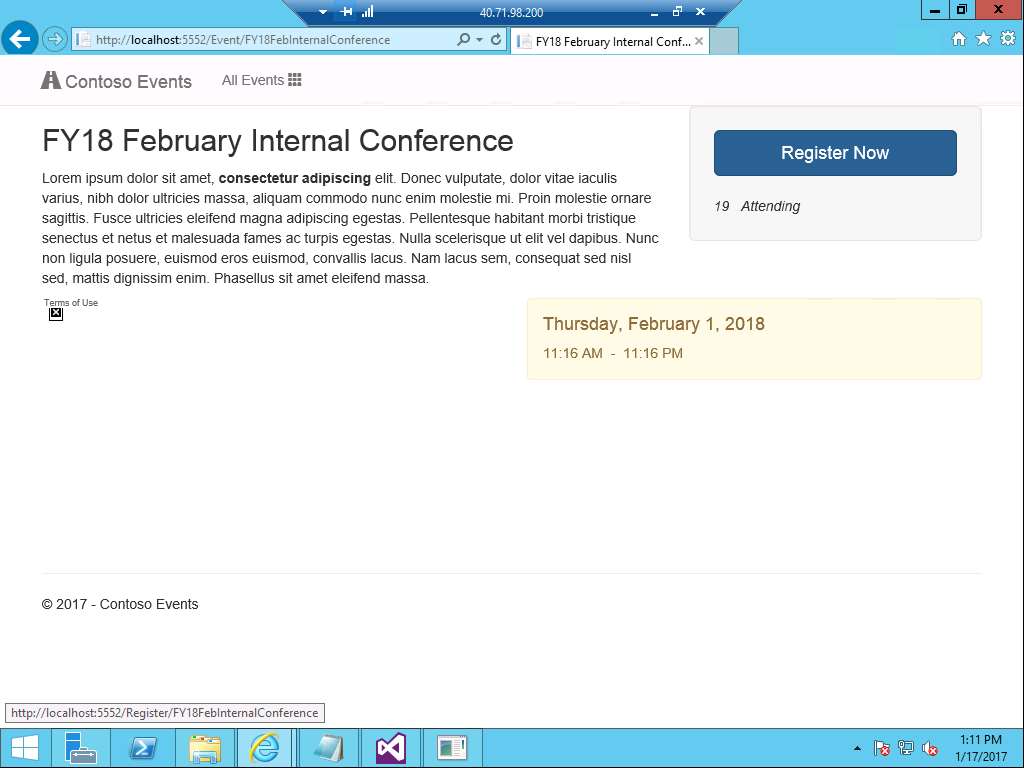 40.71.98.200
http://localhost:5552/Event/FY18FebInternalConference
FY18 February Internal Conf...
Contoso Events
All Events
FY18 February Internal Conference
Register Now
Lorem ipsum dolor sit amet, consectetur adipiscing elit. Donec vulputate, dolor vitae iaculis
varius, nibh dolor ultricies massa, aliquam commodo nunc enim molestie mi. Proin molestie ornare
sagittis. Fusce ultricies eleifend magna adipiscing egestas. Pellentesque habitant morbi tristique
senectus et netus et malesuada fames ac turpis egestas. Nulla scelerisque ut elit vel dapibus. Nunc
non ligula posuere, euismod eros euismod, convallis lacus. Nam lacus sem, consequat sed nisl
sed, mattis dignissim enim. Phasellus sit amet eleifend massa.
19 Attending
Terms of Use
Thursday, February 1, 2018
11:16 AM - 11:16 PM
© 2017 - Contoso Events
http://localhost:5552/Register/FY18FebInternalConference
1:11 PM
1/17/2017